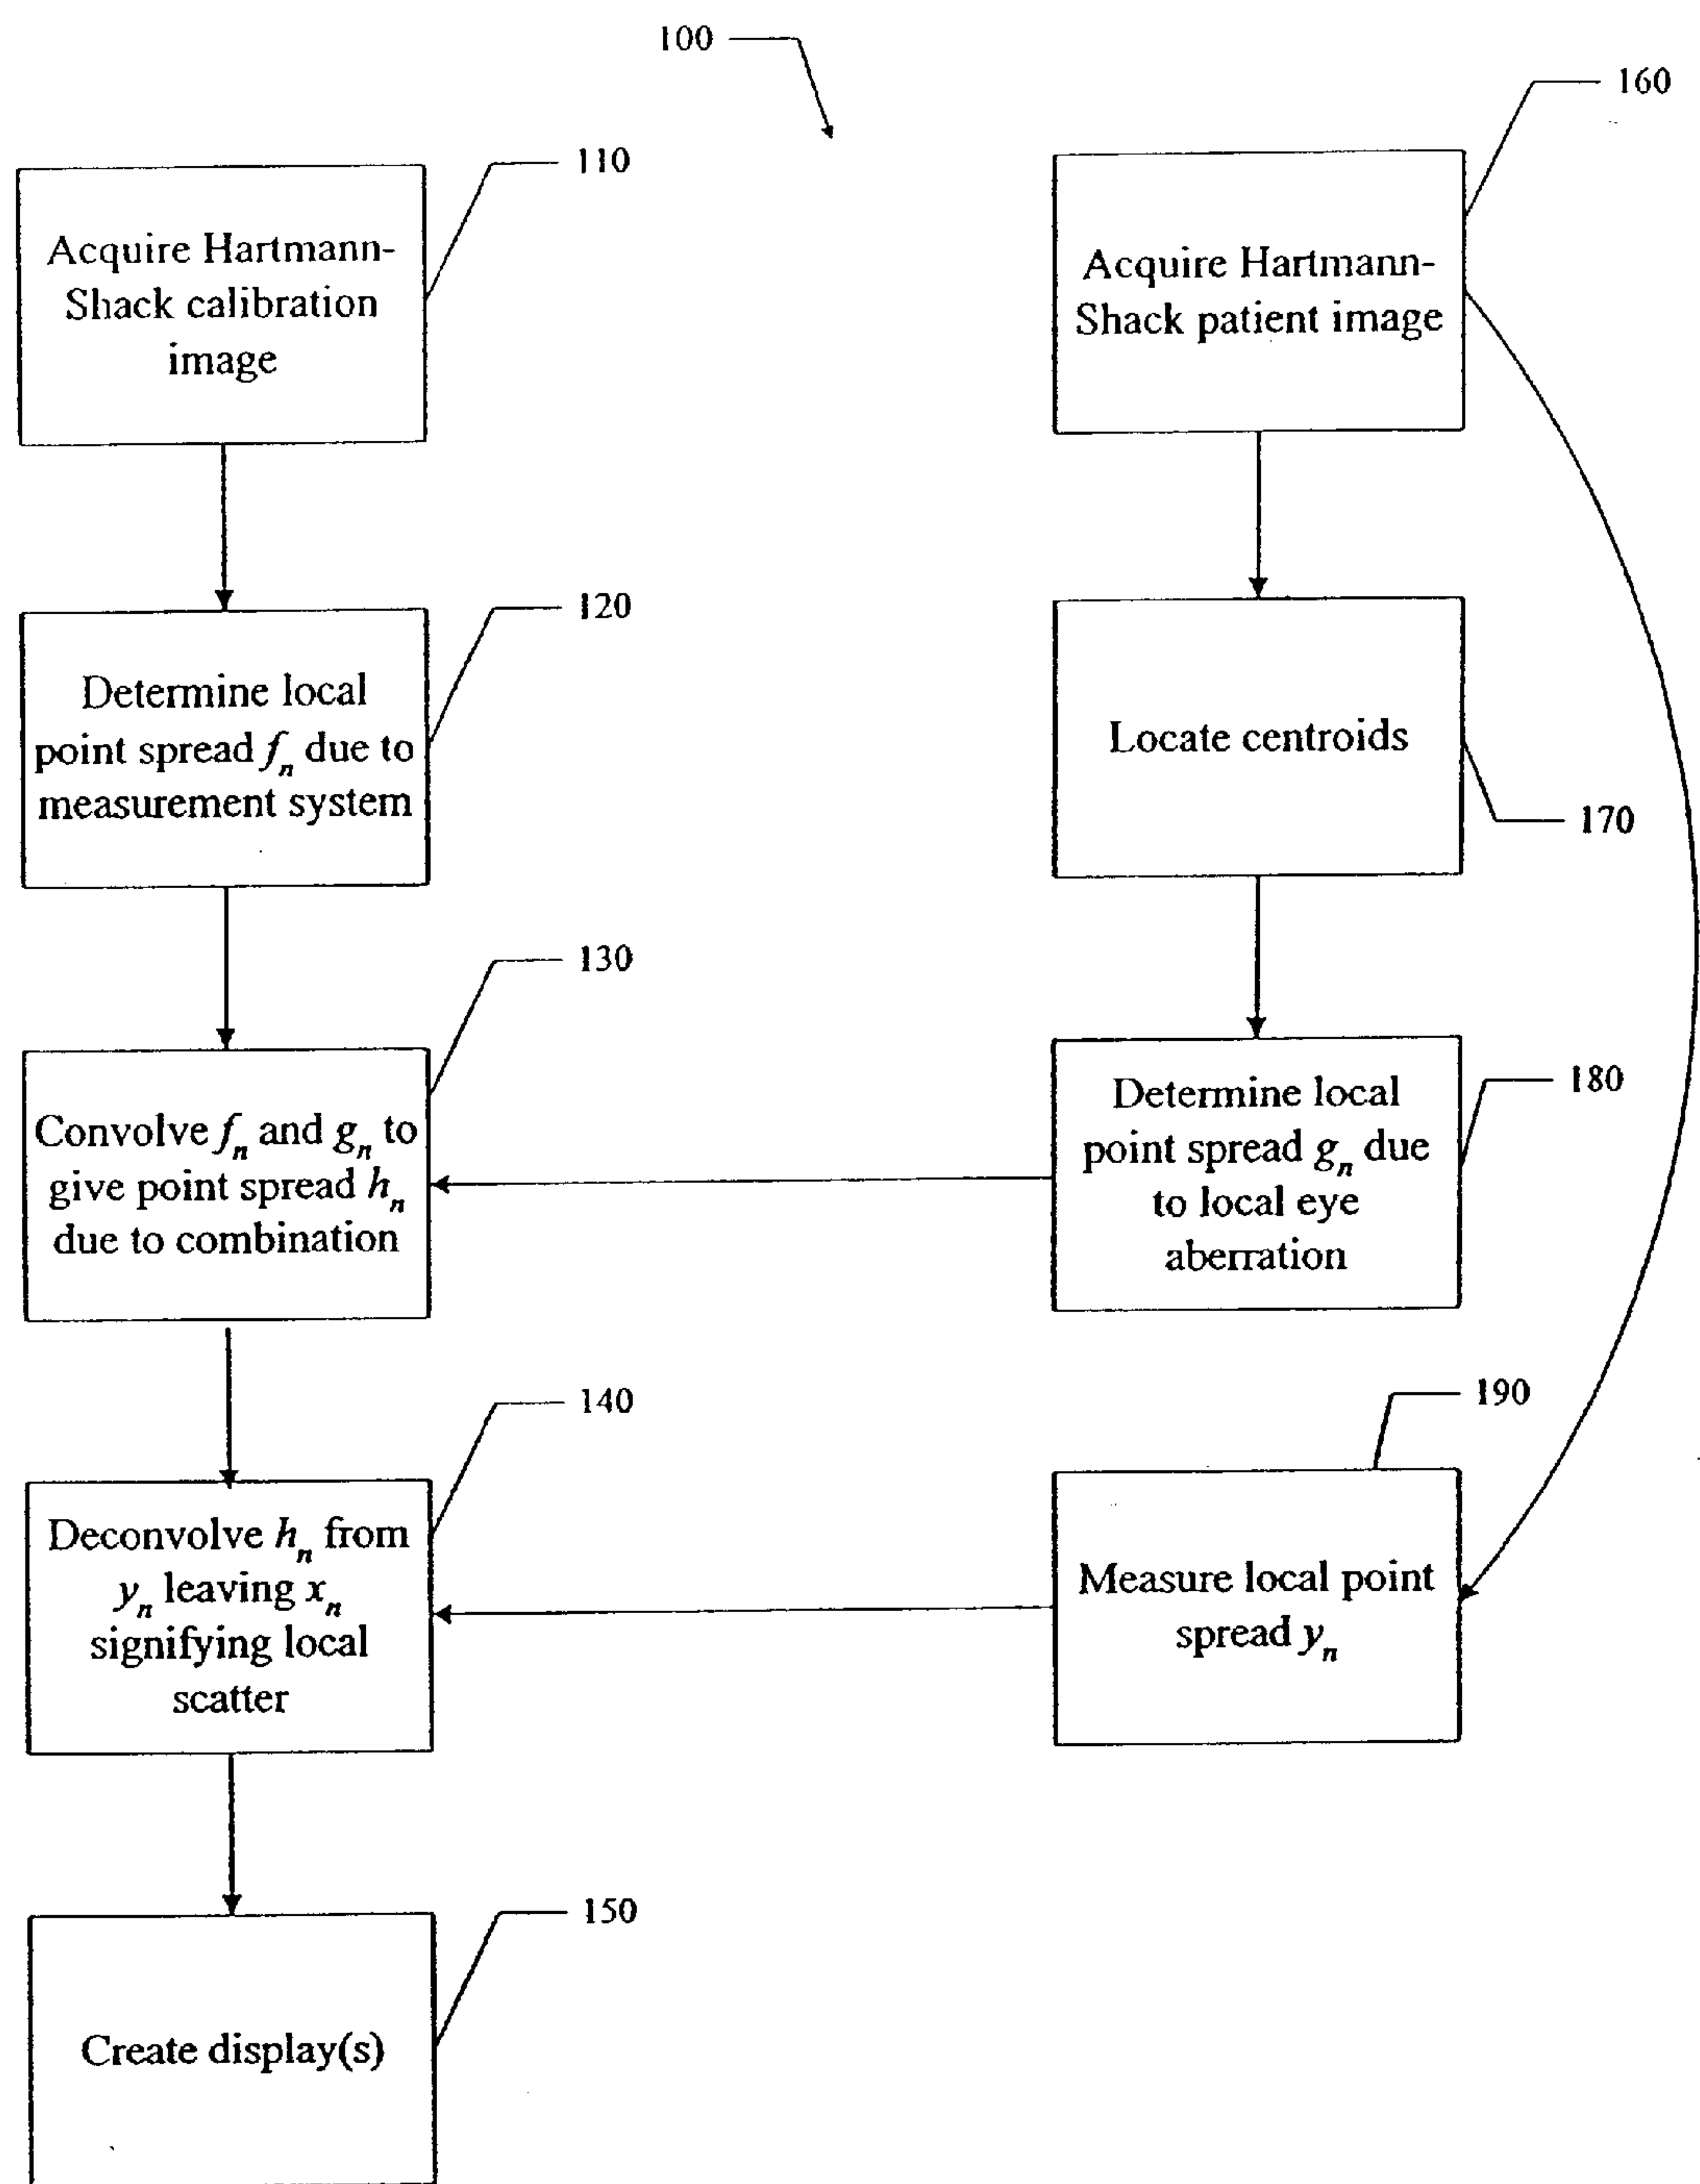 100
160
110
Acquire Hartmann-
Shack calibration
image
Acquire Hartmann-
Shack patient image
120
Determine local
point spread fn due to
measurement system
Locate centroids
170
130
Convolve fn and gn to
give point spread hn
due to combination
180
Determine local
point spread gn due
to local eye
aberration
140
Deconvolve hn from
yn leaving xn
signifying local
scatter
190
Measure local point
spread yn
150
Create display(s)